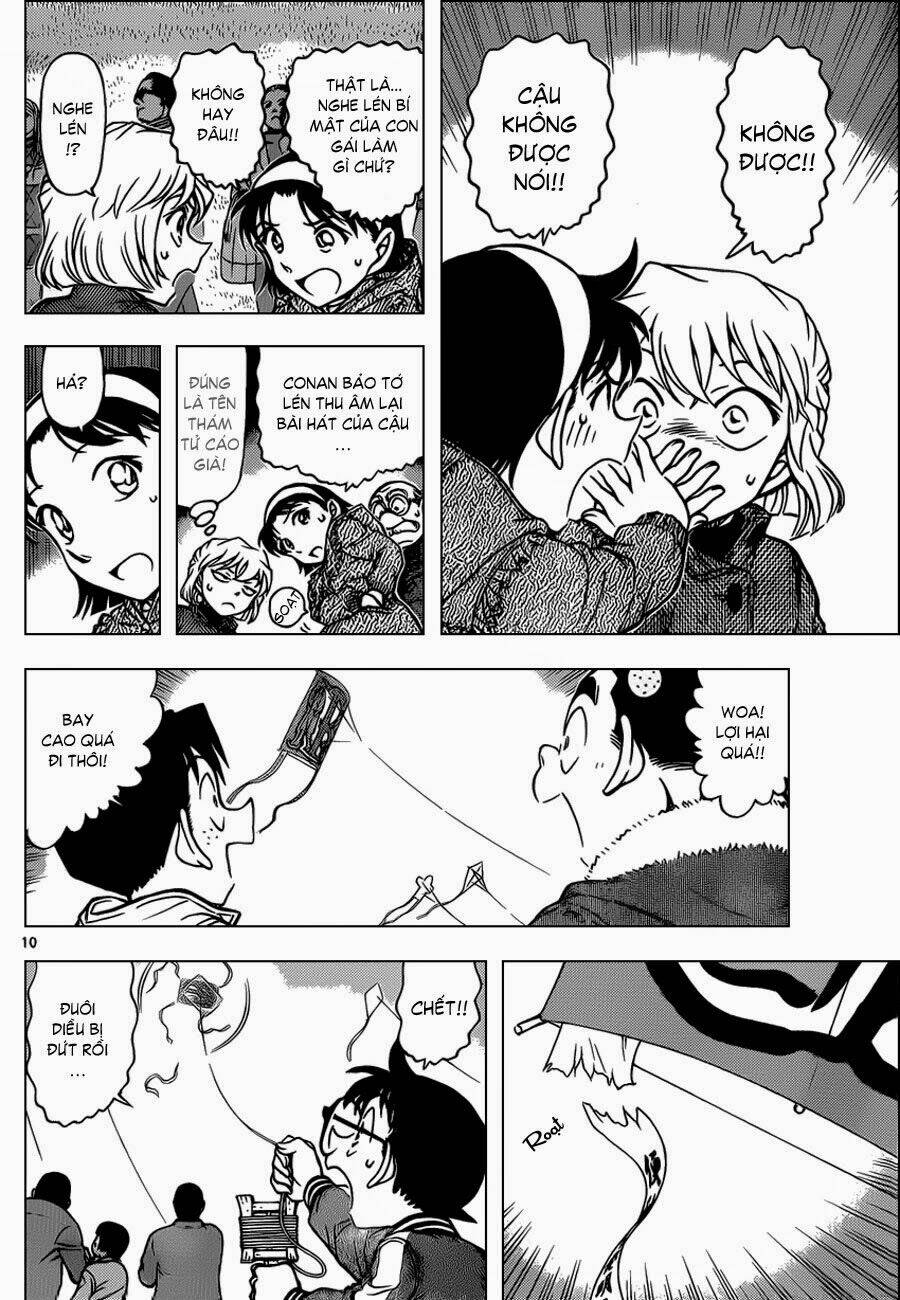 KHÔNG
ĐƯỢC!!
CẬU
KHÔNG
ĐƯỢC
NÓI!!
THẬT LÀ...
NGHE LÉN BÍ
MẬT CỦA CON
GÁI LÀM
GÌ CHỨ?
KHÔNG
HAY
ĐÂU!!
NGHE
LÉN
!?
CONAN BẢO TỚ
LÉN THU ÂM LẠI
BÀI HÁT CỦA CẬU
...
ĐÚNG
LÀ TÊN
THÁM
TỬ CÁO
GIÀ!
SOẠT
!!
HẢ?
WOA!
LỢI HẠI
QUÁ!!
BAY
CAO QUÁ
ĐI THÔI!
10
Roạt
CHẾT!!
ĐUÔI
DIỀU BỊ
ĐỨT RỒI
...